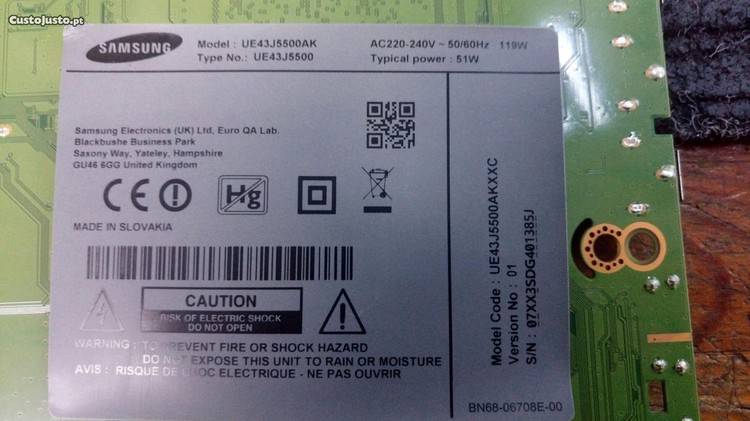 CustoJusto.pt
SAMSUNG
Model : UE43J5500AK
Type No.: UE43J5500
AC220-240V ~ 50/60Hz 119W
Typical power : 51W
Samsung Electronics (UK) Ltd, Euro QA Lab.
Blackbushe Business Park
Saxony Way, Yateley, Hampshire
GU46 6GG United Kingdom
CE
Hg
MADE IN SLOVAKIA
CAUTION
RISK OF ELECTRIC SHOCK
DO NOT OPEN
WARNING : TO PREVENT FIRE OR SHOCK HAZARD
DO NOT EXPOSE THIS UNIT TO RAIN OR MOISTURE
AVIS : RISQUE DE CHOC ELECTRIQUE - NE PAS OUVRIR
Model Code : UE43J5500AKXXC
Version No : 01
S/N : 07XX3SDG401385J
BN68-06708E-00